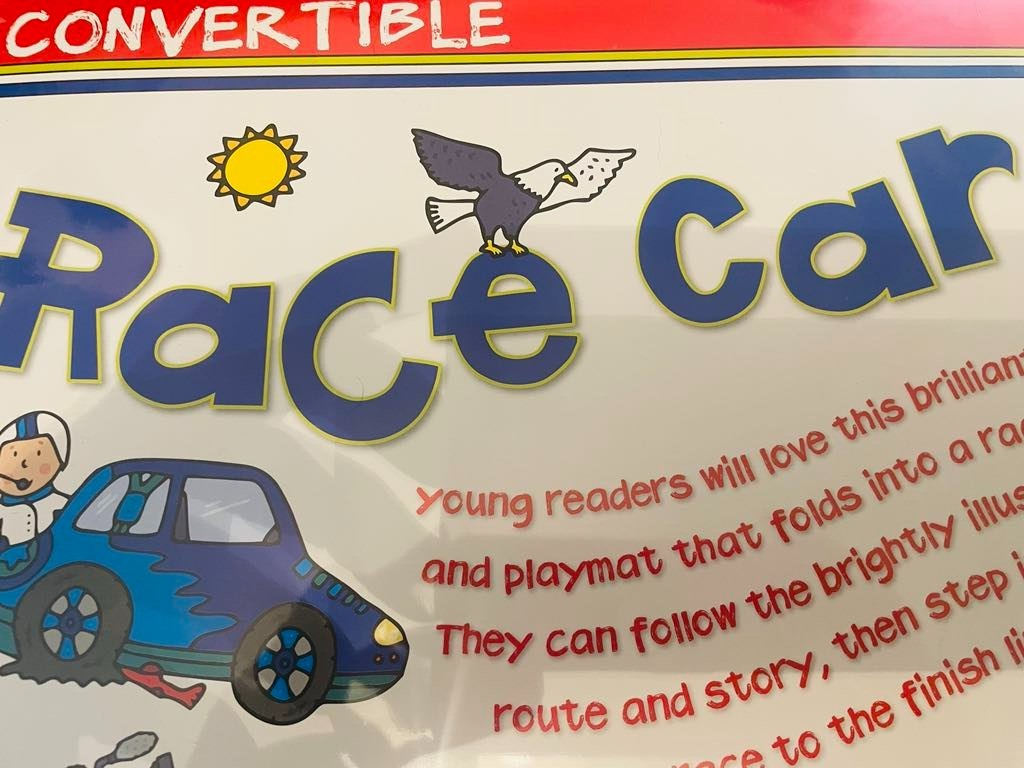 CONVERTIBLE
Race Car
Young readers will love this brilliant
and playmat that folds into a
They can follow the brightly
route and story, then step
race to the finish